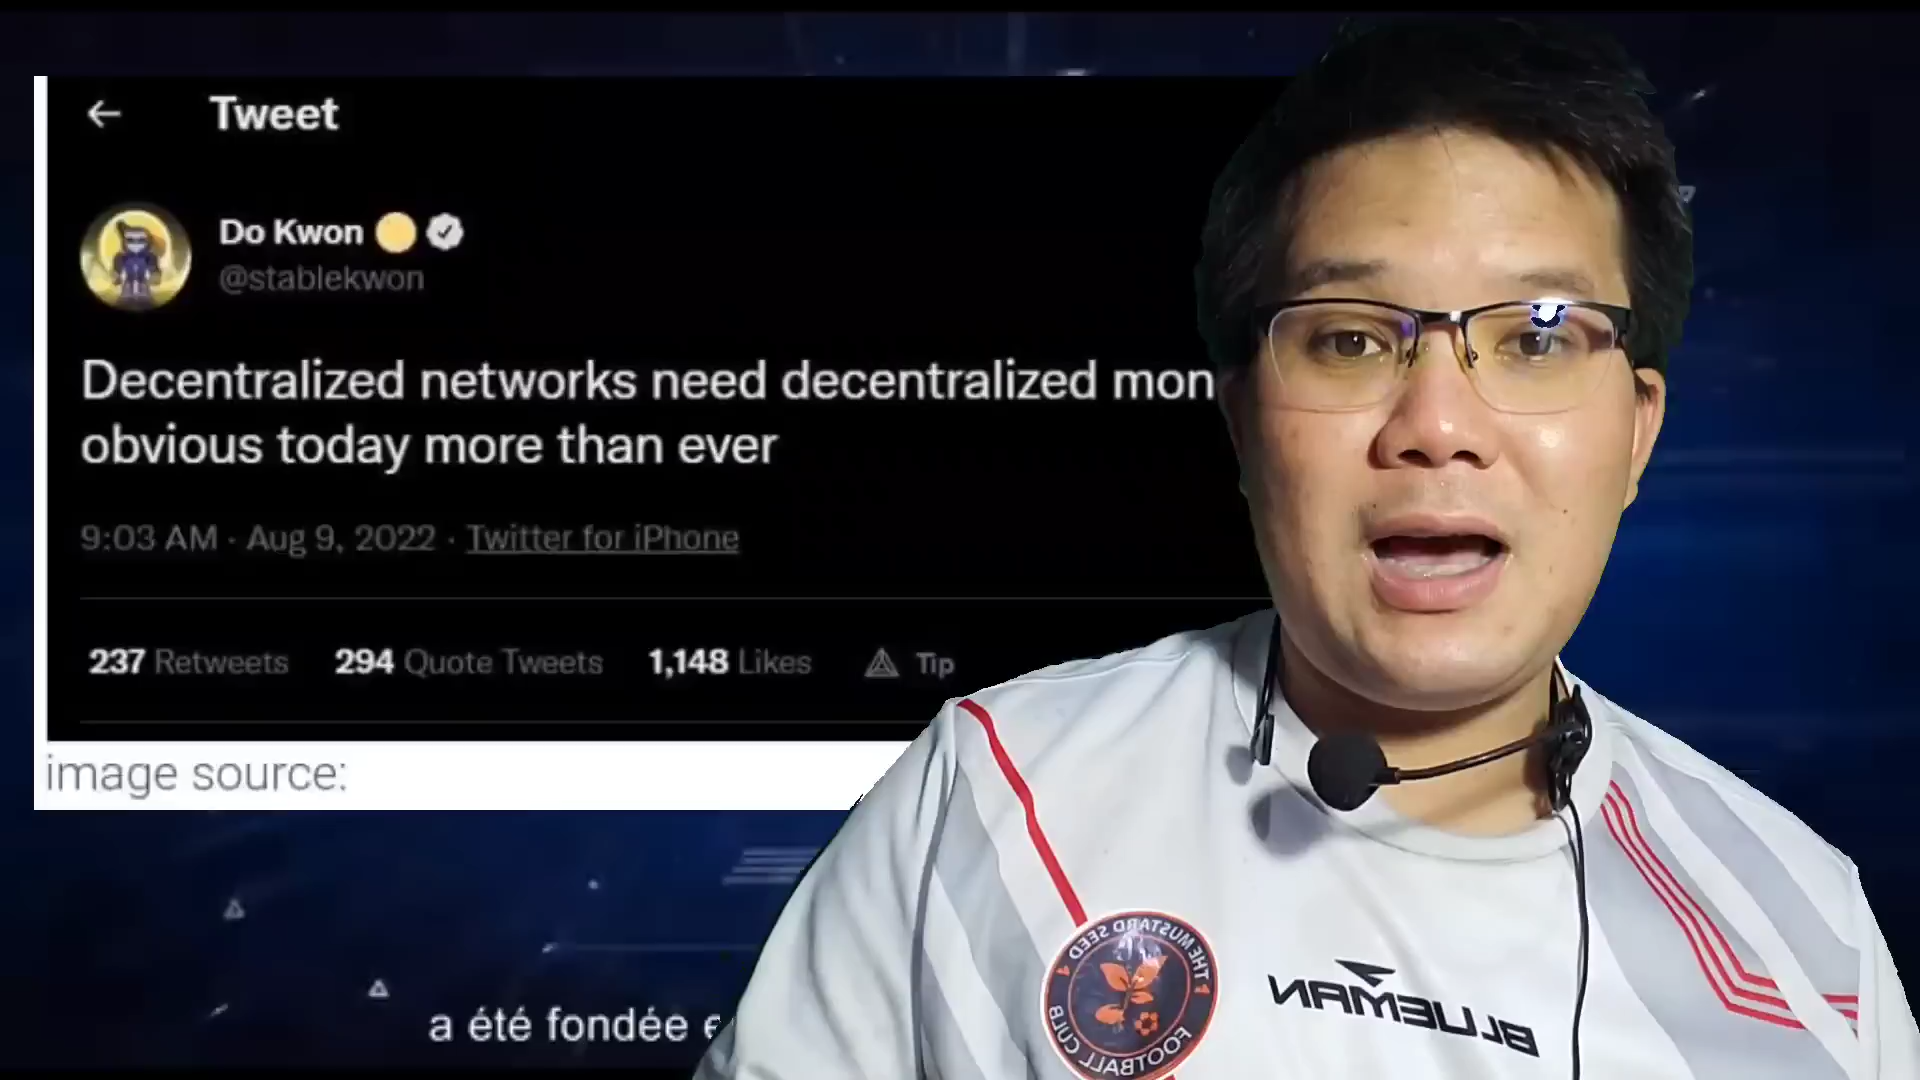 Tweet
Do Kwon
@stablekwon
Decentralized networks need decentralized mon
obvious today more than ever
9:03 AM · Aug 9, 2022 · Twitter for iPhone
237 Retweets 294 Quote Tweets 1,148 Likes Tip
image source:
a été fondée e
THE MUSTARD SEED
FOOTBALL CULB
BLUEMAN